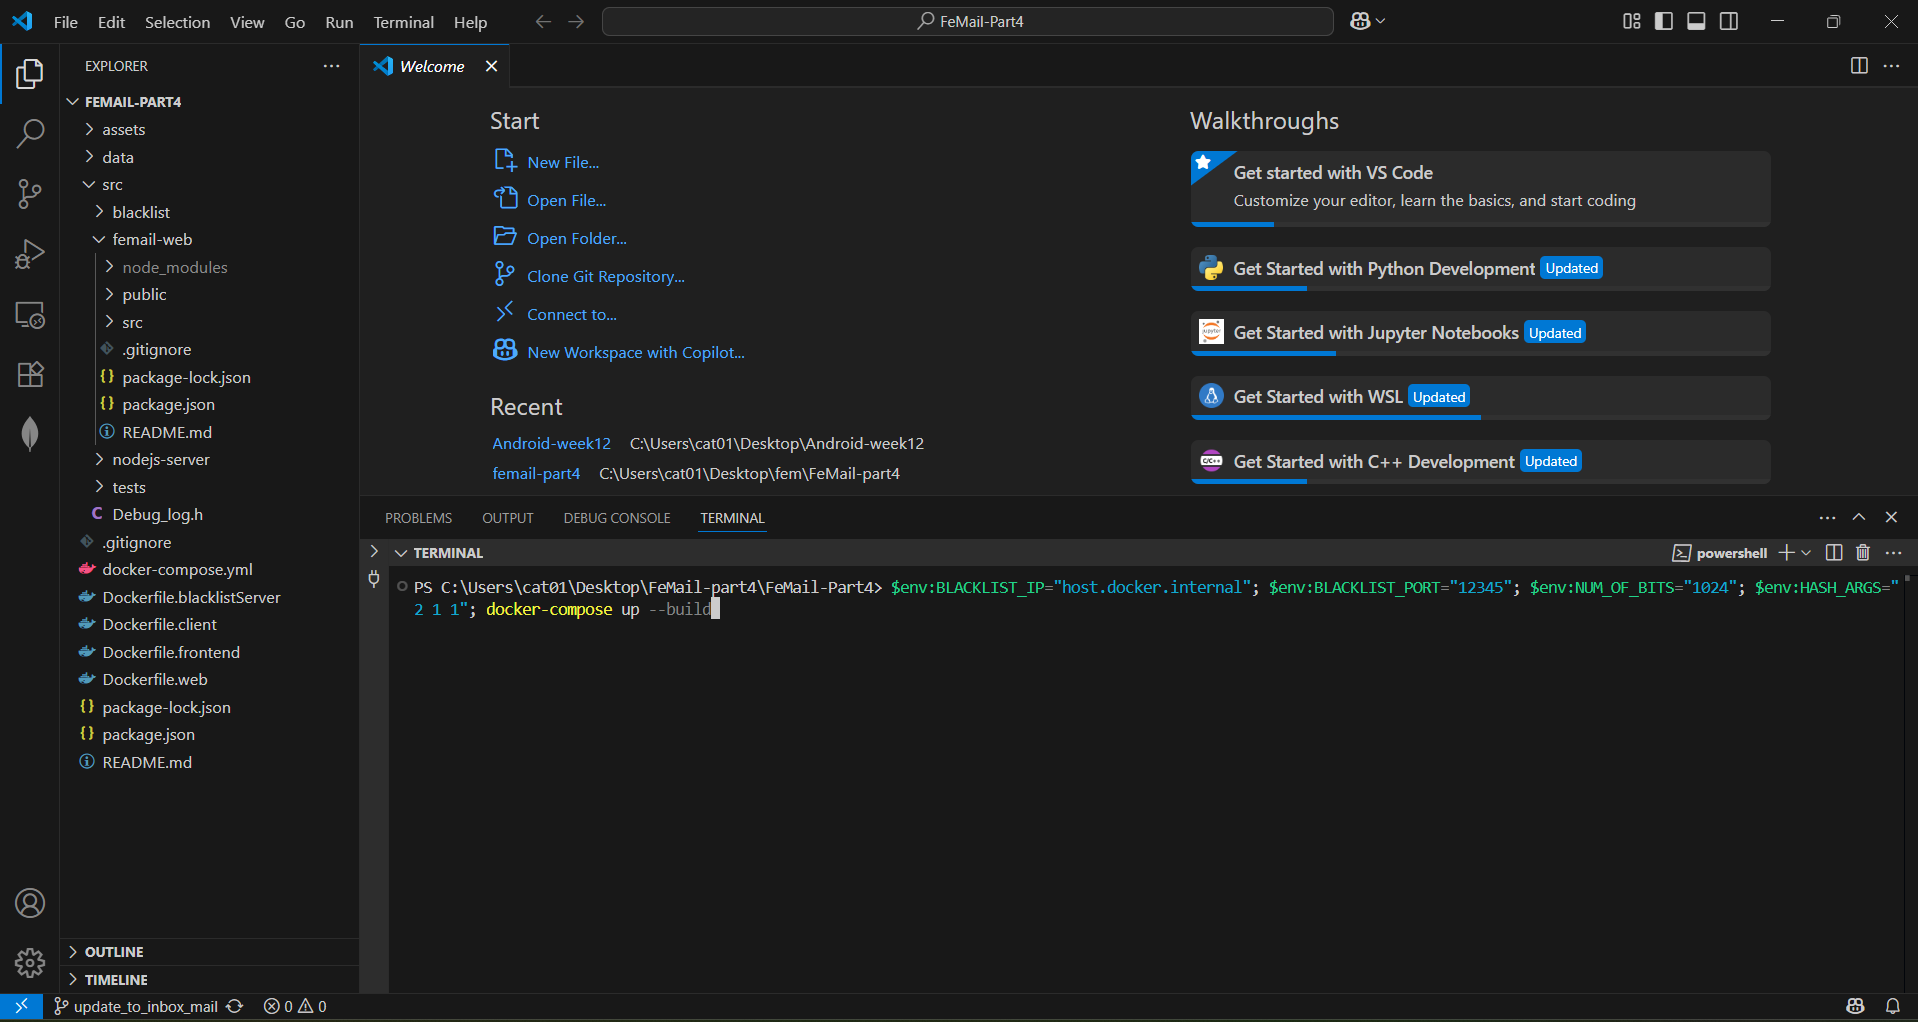 File Edit Selection View Go Run Terminal Help
FeMail-Part4
EXPLORER
FEMAIL-PART4
assets
data
src
blacklist
femail-web
node_modules
public
src
.gitignore
package-lock.json
package.json
README.md
nodejs-server
tests
Debug_log.h
.gitignore
docker-compose.yml
Dockerfile.blacklistServer
Dockerfile.client
Dockerfile.frontend
Dockerfile.web
package-lock.json
package.json
README.md
OUTLINE
TIMELINE
Welcome
Start
New File...
Open File...
Open Folder...
Clone Git Repository...
Connect to...
New Workspace with Copilot...
Recent
Android-week12 C:\Users\cat01\Desktop\Android-week12
femail-part4 C:\Users\cat01\Desktop\fem\FeMail-part4
Walkthroughs
Get started with VS Code
Customize your editor, learn the basics, and start coding
Get Started with Python Development Updated
Get Started with Jupyter Notebooks Updated
Get Started with WSL Updated
Get Started with C++ Development Updated
PROBLEMS OUTPUT DEBUG CONSOLE TERMINAL
TERMINAL
powershell
PS C:\Users\cat01\Desktop\FeMail-part4\FeMail-Part4> $env:BLACKLIST_IP="host.docker.internal"; $env:BLACKLIST_PORT="12345"; $env:NUM_OF_BITS="1024"; $env:HASH_ARGS="
2 1 1"; docker-compose up --build
update_to_inbox_mail 0 0